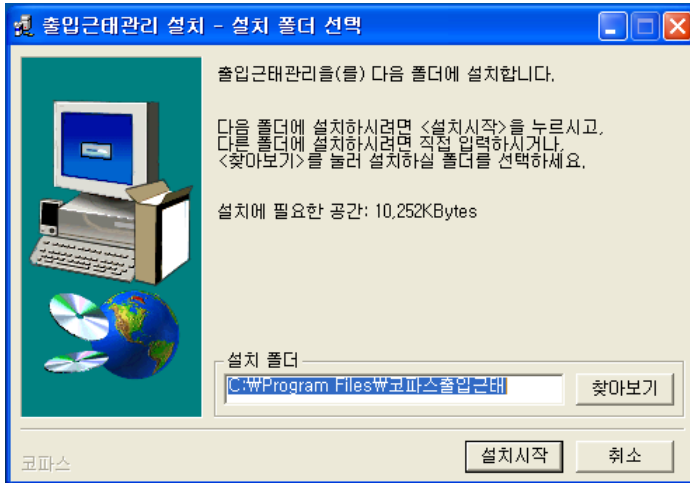 출입근태관리 설치 - 설치 폴더 선택
출입근태관리을(를) 다음 폴더에 설치합니다.
다음 폴더에 설치하시려면 <설치시작>을 누르시고,
다른 폴더에 설치하시려면 직접 입력하시거나,
<찾아보기>를 눌러 설치하실 폴더를 선택하세요.
설치에 필요한 공간: 10,252KBytes
설치 폴더
C:₩Program Files₩코파스출입근태
찾아보기
코파스
설치시작
취소